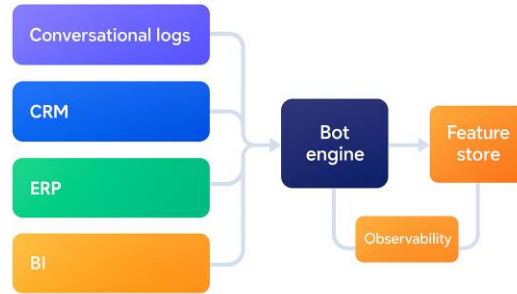 Conversational logs
CRM
ERP
BI
Bot
engine
Feature
store
Observability